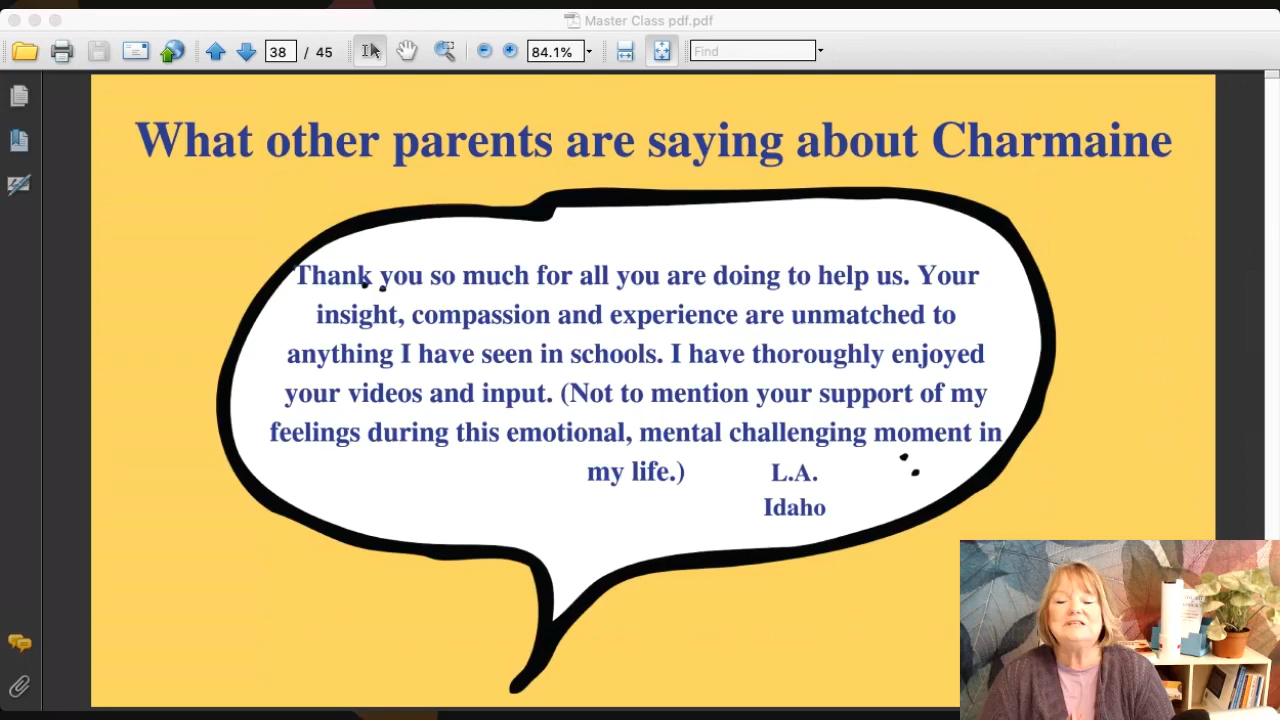 Master Class pdf.pdf
38 / 45
84.1%
Find
What other parents are saying about Charmaine
Thank you so much for all you are doing to help us. Your
insight, compassion and experience are unmatched to
anything I have seen in schools. I have thoroughly enjoyed
your videos and input. (Not to mention your support of my
feelings during this emotional, mental challenging moment in
my life.)
L.A.
Idaho